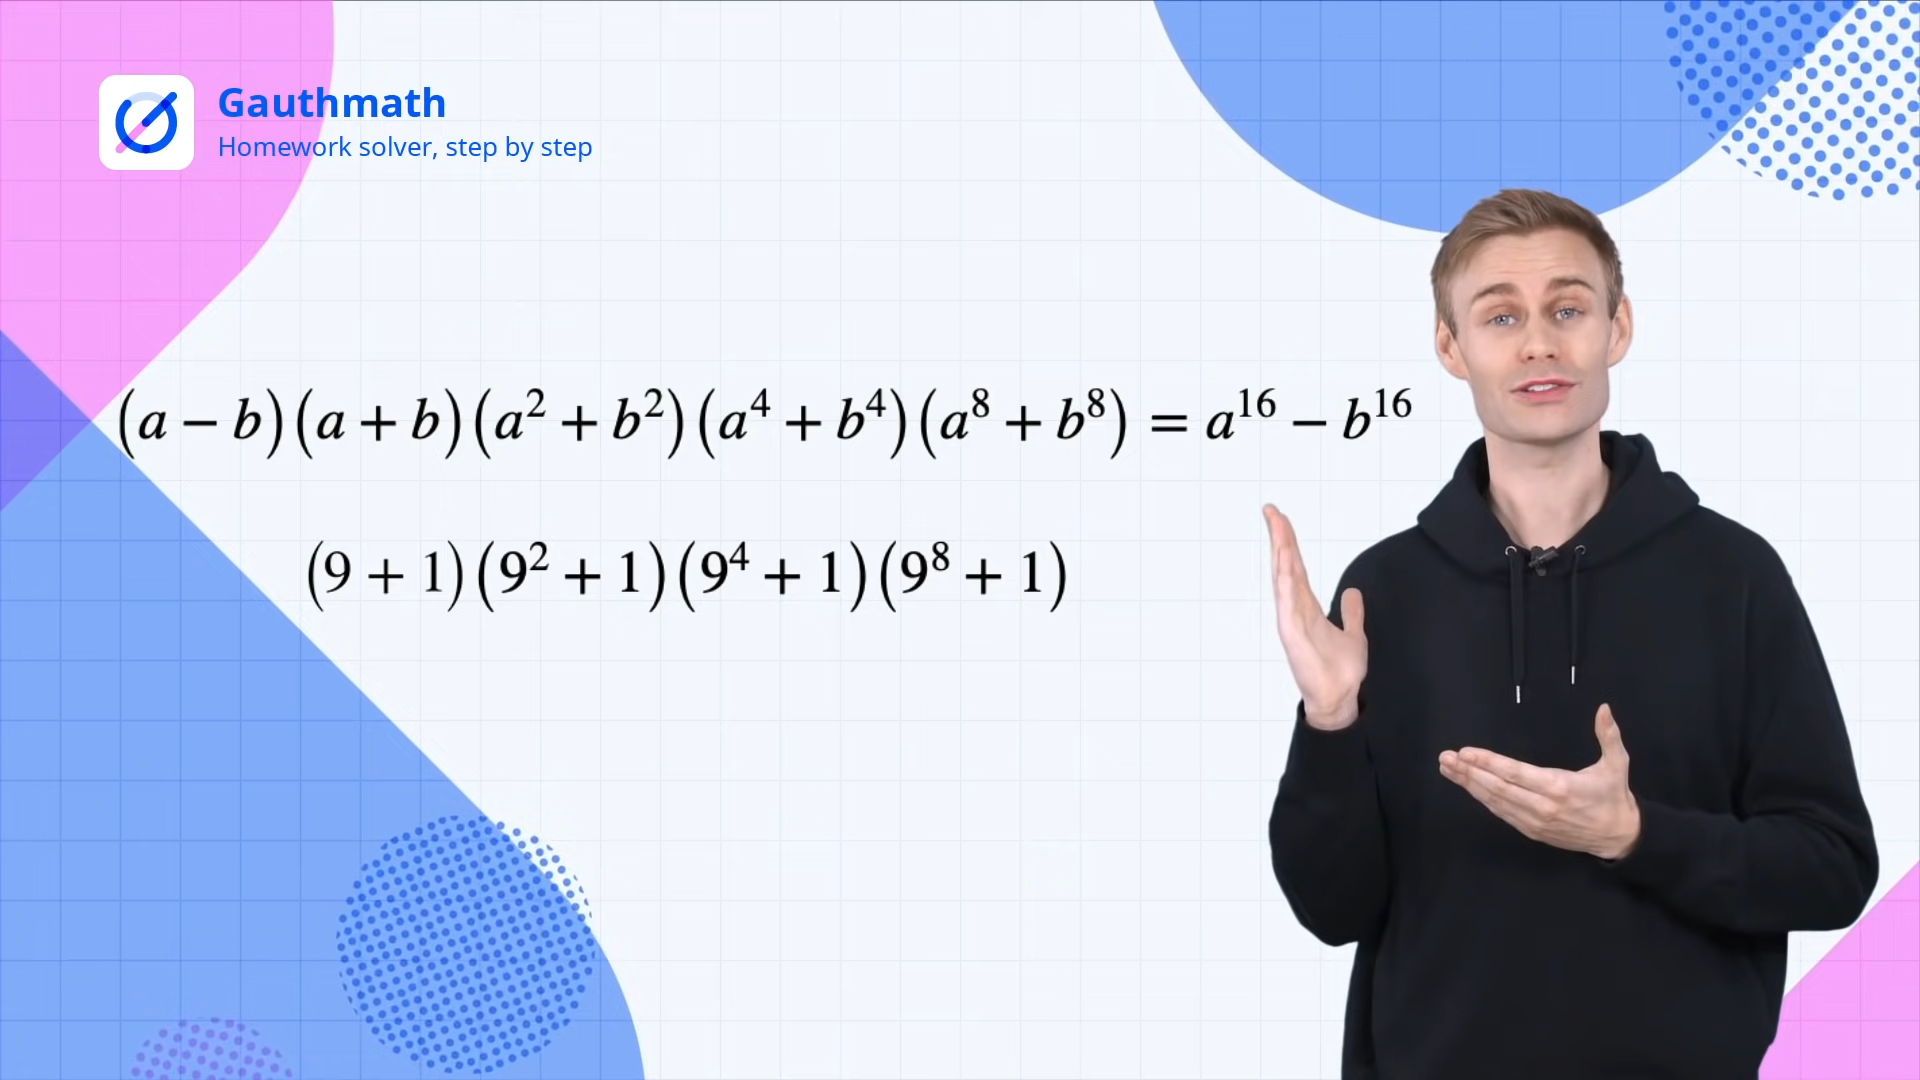 Gauthmath
Homework solver, step by step
(a − b)(a + b)(a² + b²)(a⁴ + b⁴)(a⁸ + b⁸) = a¹⁶ − b¹⁶
(9 + 1)(9² + 1)(9⁴ + 1)(9⁸ + 1)